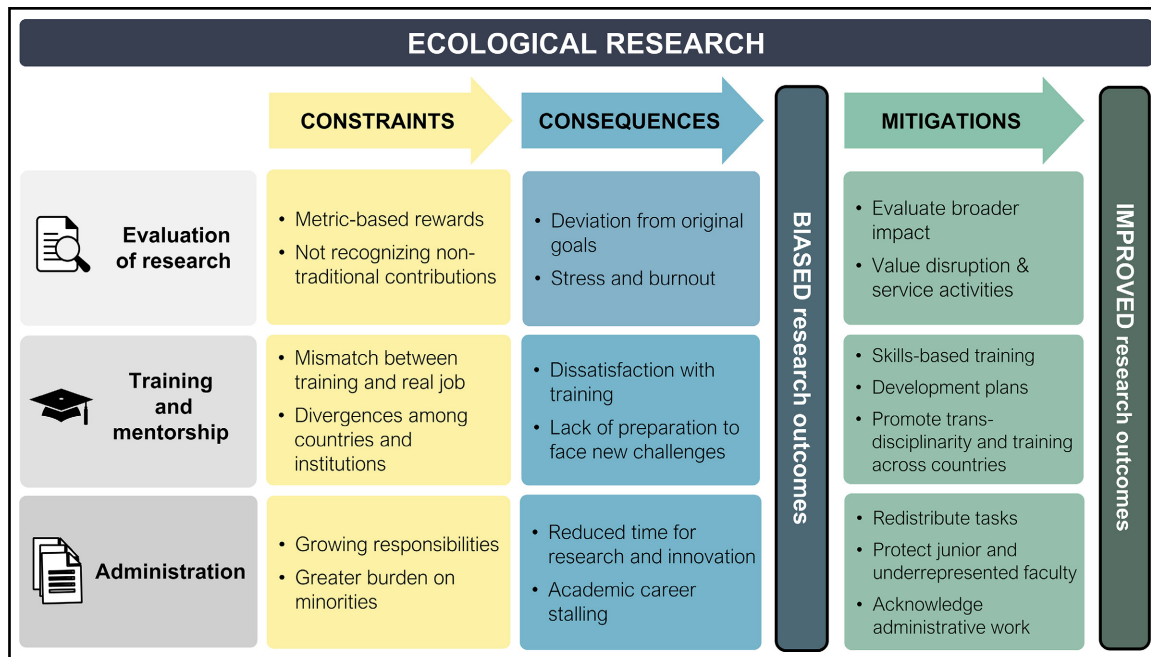 ECOLOGICAL RESEARCH
CONSTRAINTS
CONSEQUENCES
MITIGATIONS
Evaluation
of research
• Metric-based rewards
• Not recognizing non-
traditional contributions
• Deviation from original
goals
• Stress and burnout
• Evaluate broader
impact
• Value disruption &
service activities
Training
and
mentorship
• Mismatch between
training and real job
• Divergences among
countries and
institutions
• Dissatisfaction with
training
• Lack of preparation to
face new challenges
• Skills-based training
• Development plans
• Promote trans-
disciplinarity and training
across countries
Administration
• Growing responsibilities
• Greater burden on
minorities
• Reduced time for
research and innovation
• Academic career
stalling
• Redistribute tasks
• Protect junior and
underrepresented faculty
• Acknowledge
administrative work
BIASED research outcomes
IMPROVED research outcomes